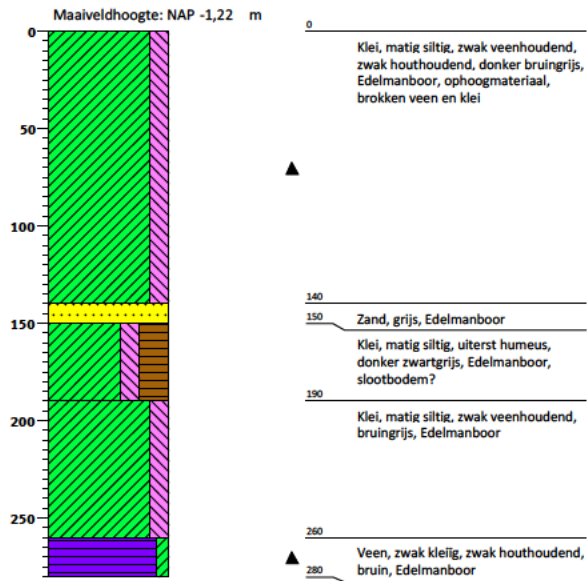 Maaiveldhoogte: NAP -1,22 m
0
50
100
150
200
250
0
Klei, matig siltig, zwak veenhoudend,
zwak houthoudend, donker bruingrijs,
Edelmanboor, ophoogmateriaal,
brokken veen en klei
140
150
Zand, grijs, Edelmanboor
Klei, matig siltig, uiterst humeus,
donker zwartgrijs, Edelmanboor,
slootbodem?
190
Klei, matig siltig, zwak veenhoudend,
bruingrijs, Edelmanboor
260
Veen, zwak kleiïg, zwak houthoudend,
bruin, Edelmanboor
280